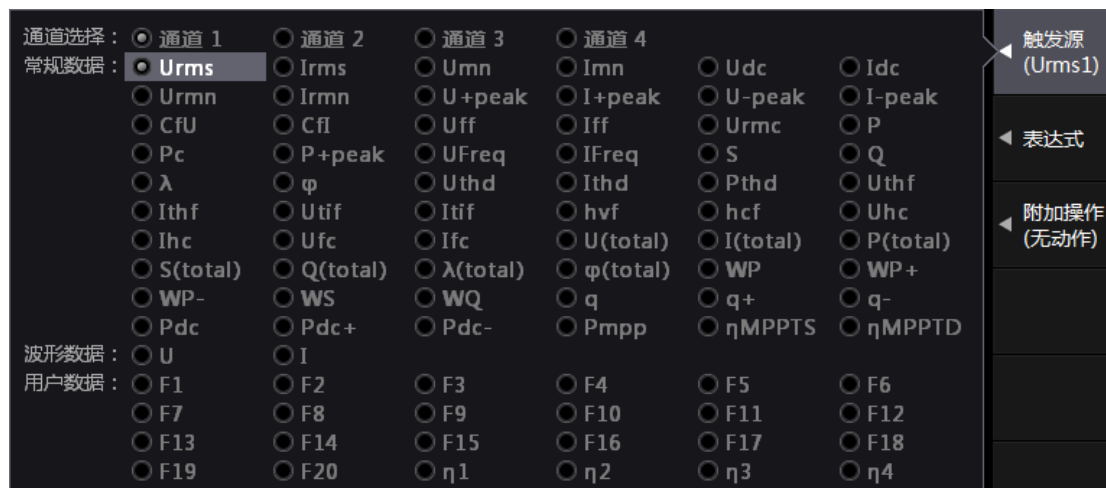 通道选择： 通道 1 通道 2 通道 3 通道 4
常规数据： Urms Irms Umn Imn Udc Idc
Urmn Irmn U+peak I+peak U-peak I-peak
CfU CfI Uff Iff Urmc P
Pc P+peak UFreq IFreq S Q
λ φ Uthd Ithd Pthd Uthf
Ithf Utif Itif hvf hcf Uhc
Ihc Ufc Ifc U(total) I(total) P(total)
S(total) Q(total) λ(total) φ(total) WP WP+
WP- WS WQ q q+ q-
Pdc Pdc+ Pdc- Pmpp ηMPPTS ηMPPTD
波形数据： U I
用户数据： F1 F2 F3 F4 F5 F6
F7 F8 F9 F10 F11 F12
F13 F14 F15 F16 F17 F18
F19 F20 η1 η2 η3 η4
触发源
(Urms1)
表达式
附加操作
(无动作)